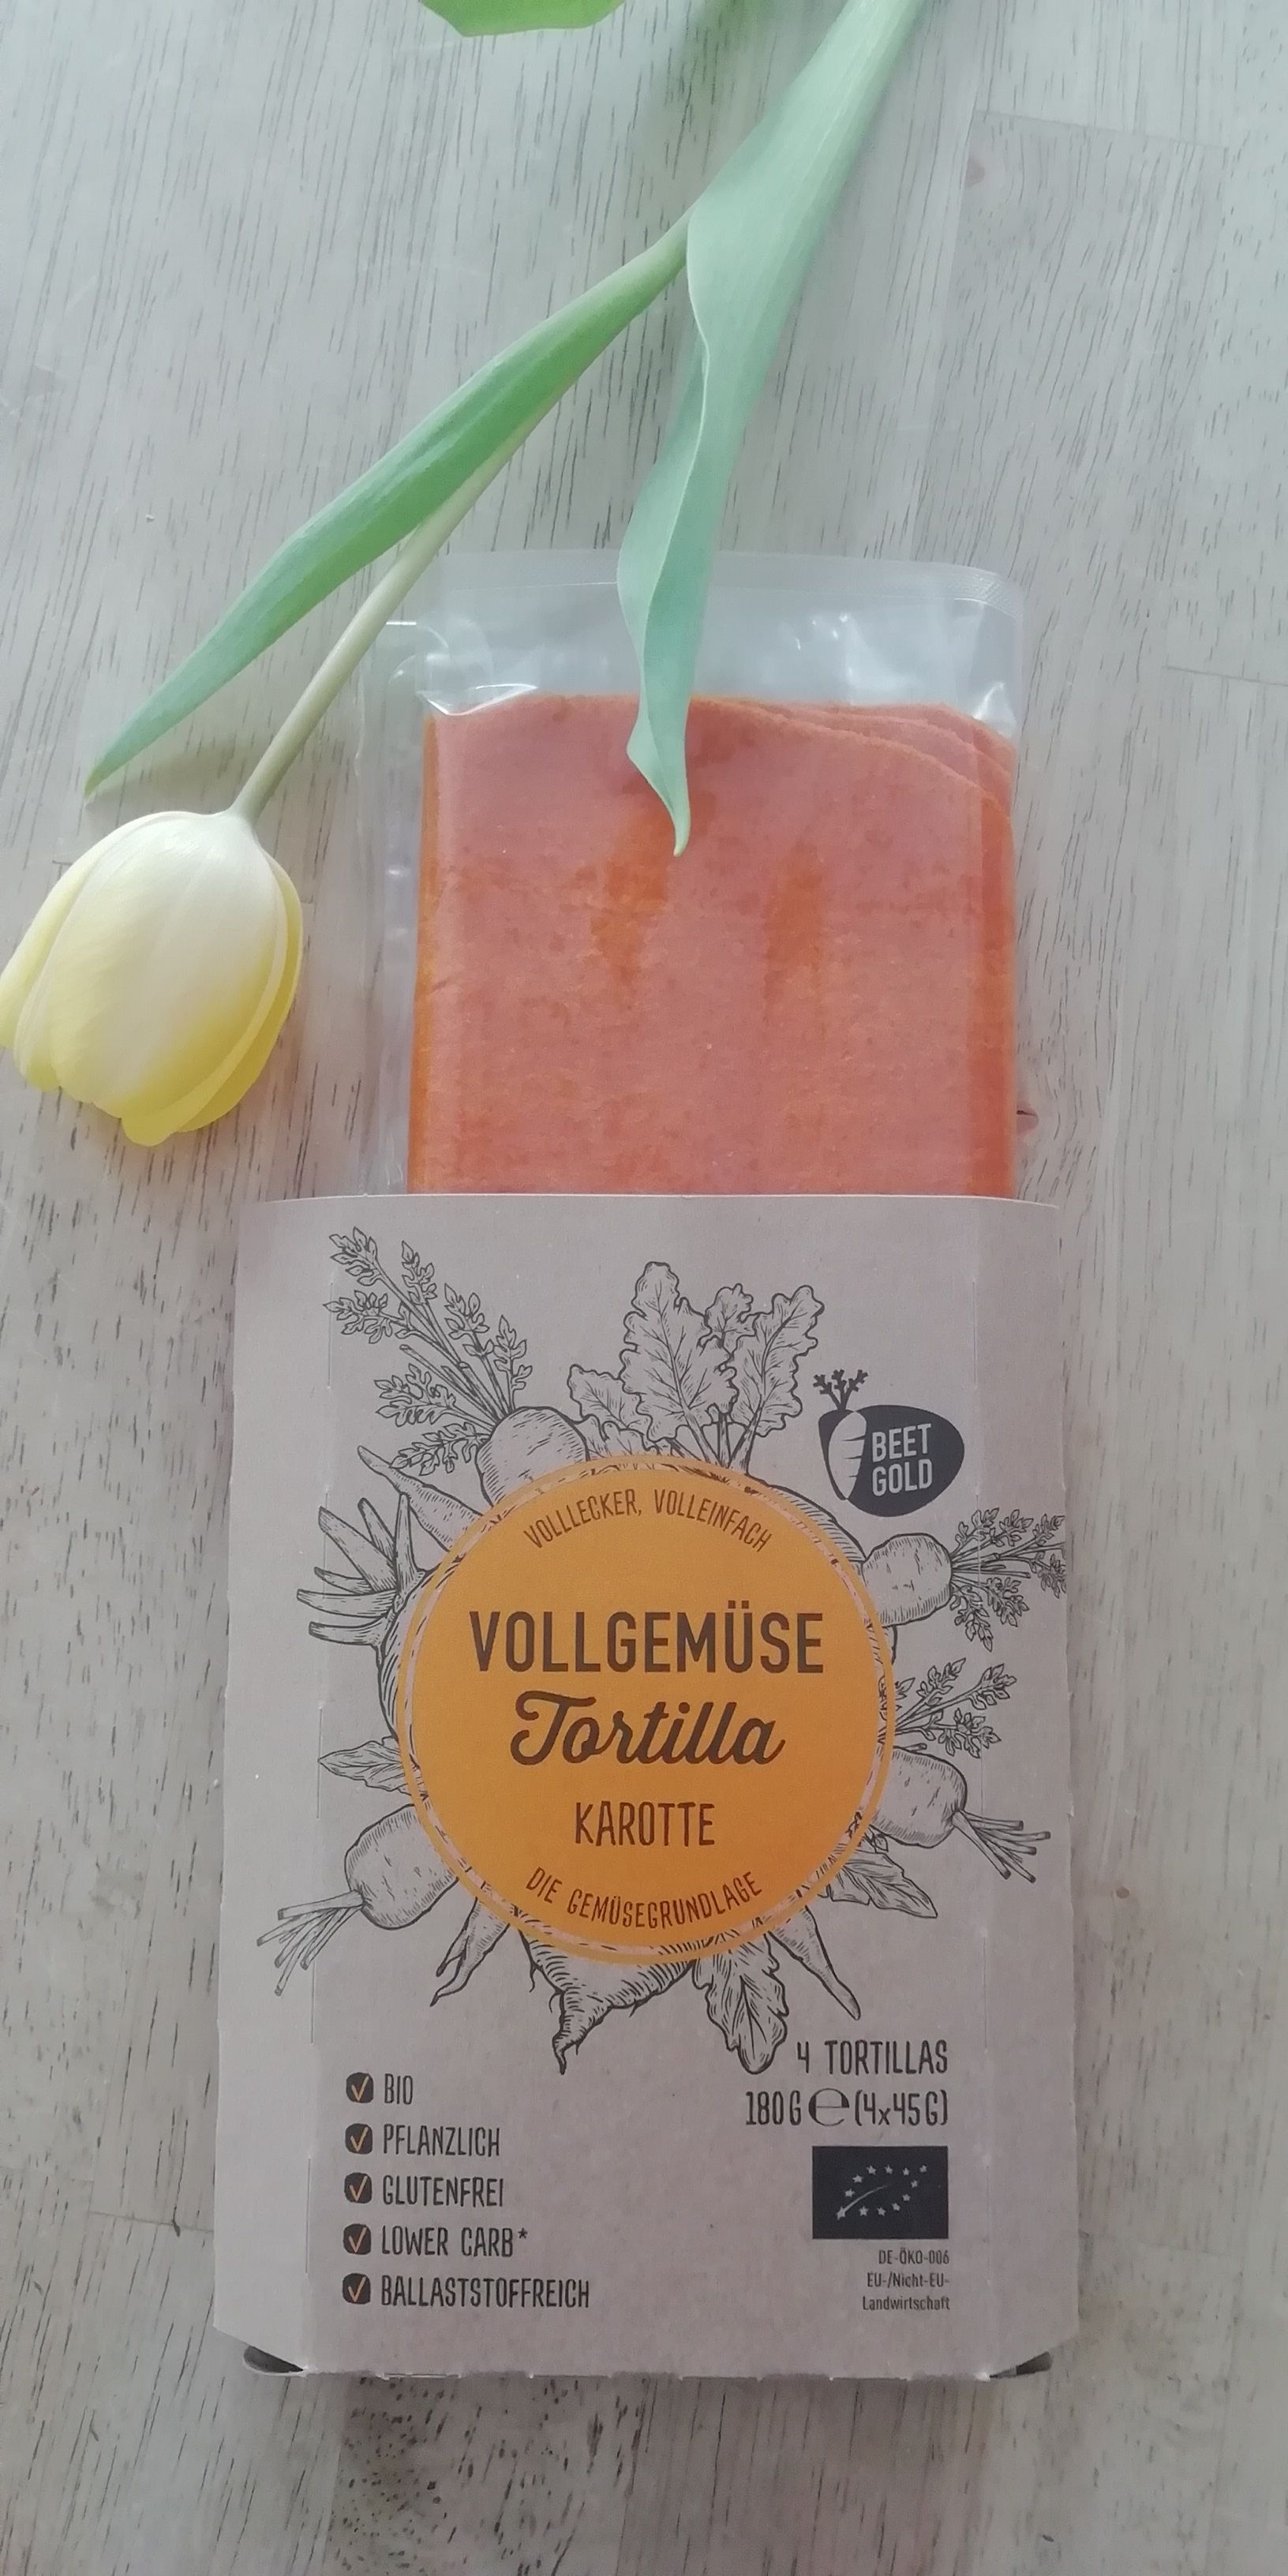 BEET
GOLD
VOLLLECKER, VOLLEINFACH
VOLLGEMÜSE
Tortilla
KAROTTE
DIE GEMÜSEGRUNDLAGE
4 TORTILLAS
180G ℮ (4x45G)
BIO
PFLANZLICH
GLUTENFREI
LOWER CARB*
BALLASTSTOFFREICH
DE-ÖKO-006
EU-/Nicht-EU-
Landwirtschaft